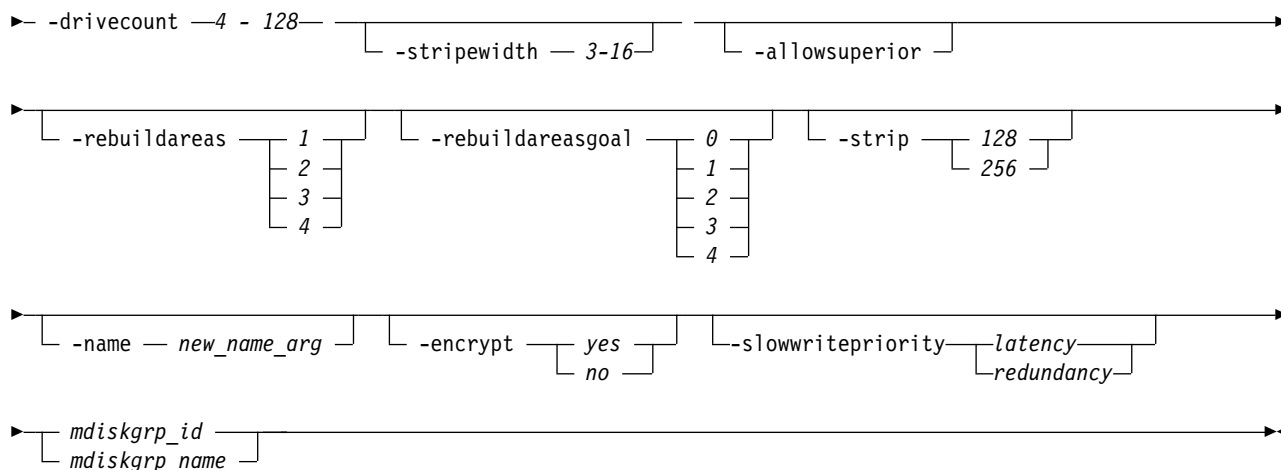 -drivecount 4 - 128
-stripewidth 3-16 -allowsuperior
-rebuildareas 1 -rebuildareasgoal 0 -strip 128
2 1 256
3 2
4 3
4
-name new_name_arg -encrypt yes -slowwritepriority latency
no redundancy
mdiskgrp_id
mdiskgrp_name